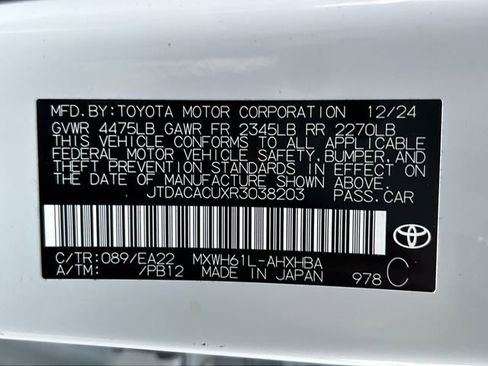 MFD.BY:TOYOTA MOTOR CORPORATION 12/24
GVWR 4475LB GAWR FR 2345LB RR 2270LB
THIS VEHICLE CONFORMS TO ALL APPLICABLE
FEDERAL MOTOR VEHICLE SAFETY,BUMPER,AND
THEFT PREVENTION STANDARDS IN EFFECT ON
THE DATE OF MANUFACTURE SHOWN ABOVE.
JTDACACUXR3038203 PASS.CAR
C/TR:089/EA22 MXWH61L-AHXHBA
A/TM: /PB12 MADE IN JAPAN 978 C